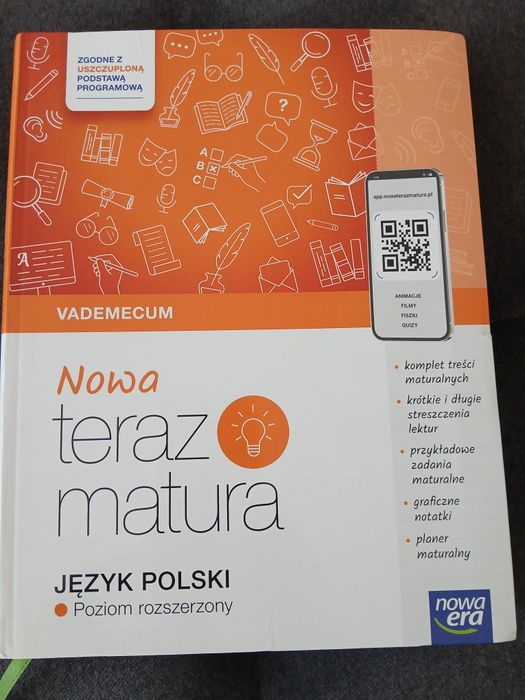 ZGODNE Z
USZCZUPLONĄ
PODSTAWĄ
PROGRAMOWĄ
A
B
C
A
app.nowaterazmatura.pl
ANIMACJE
FILMY
FISZKI
QUIZY
VADEMECUM
Nowa
teraz
matura
JĘZYK POLSKI
Poziom rozszerzony
• komplet treści
maturalnych
• krótkie i długie
streszczenia
lektur
• przykładowe
zadania
maturalne
• graficzne
notatki
• planer
maturalny
nowa
era